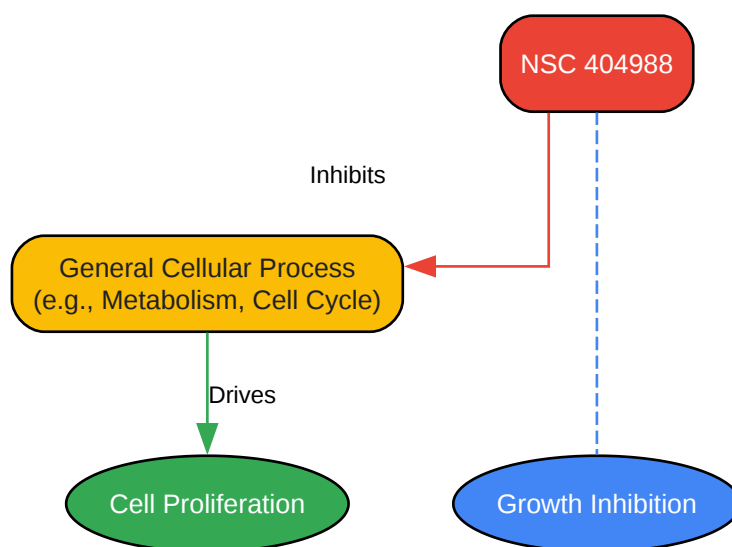 NSC 404988
Inhibits
General Cellular Process
(e.g., Metabolism, Cell Cycle)
Drives
Cell Proliferation
Growth Inhibition